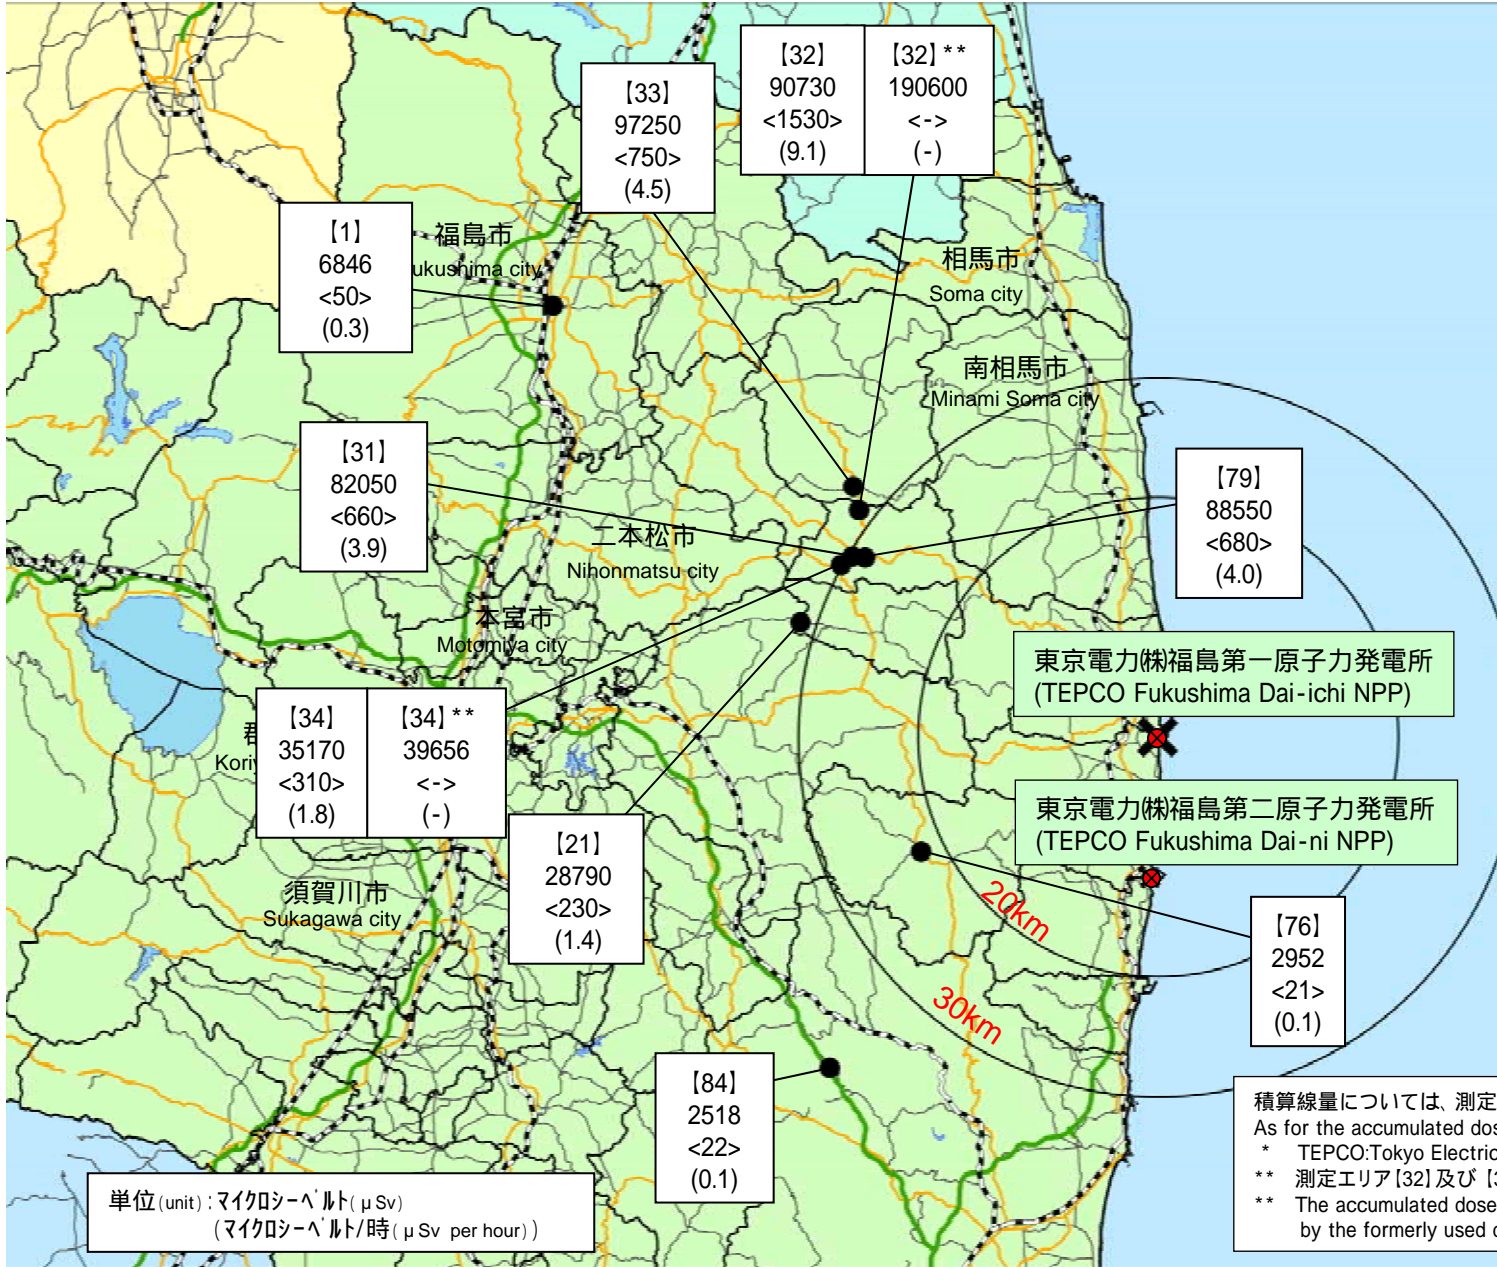 【32】
90730
<1530>
(9.1)
【32】**
190600
<->
(-)
【33】
97250
<750>
(4.5)
【1】
6846
<50>
(0.3)
福島市
ukushima city
相馬市
Soma city
南相馬市
Minami Soma city
【31】
82050
<660>
(3.9)
【79】
88550
<680>
(4.0)
二本松市
Nihonmatsu city
本宮市
Motomiya city
東京電力㈱福島第一原子力発電所
(TEPCO Fukushima Dai-ichi NPP)
【34】
35170
<310>
(1.8)
【34】**
39656
<->
(-)
Koriy
東京電力㈱福島第二原子力発電所
(TEPCO Fukushima Dai-ni NPP)
【21】
28790
<230>
(1.4)
須賀川市
Sukagawa city
20km
30km
【76】
2952
<21>
(0.1)
【84】
2518
<22>
(0.1)
単位(unit):マイクロシーベルト(μSv)
(マイクロシーベルト/時(μSv per hour))
積算線量については、測定
As for the accumulated dos
* TEPCO:Tokyo Electric
** 測定エリア【32】及び【3
** The accumulated dose
by the formerly used d